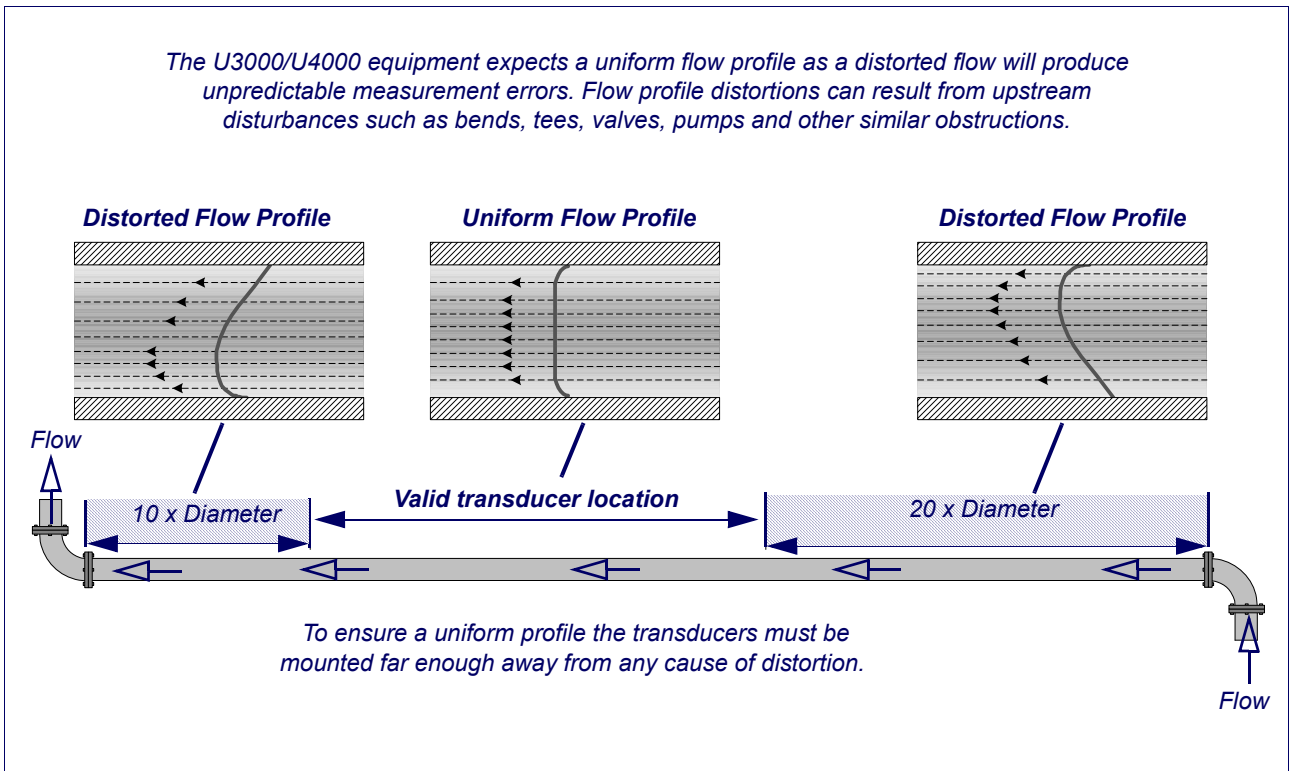 The U3000/U4000 equipment expects a uniform flow profile as a distorted flow will produce
unpredictable measurement errors. Flow profile distortions can result from upstream
disturbances such as bends, tees, valves, pumps and other similar obstructions.
Distorted Flow Profile
Uniform Flow Profile
Distorted Flow Profile
Flow
10 x Diameter
Valid transducer location
20 x Diameter
To ensure a uniform profile the transducers must be
mounted far enough away from any cause of distortion.
Flow